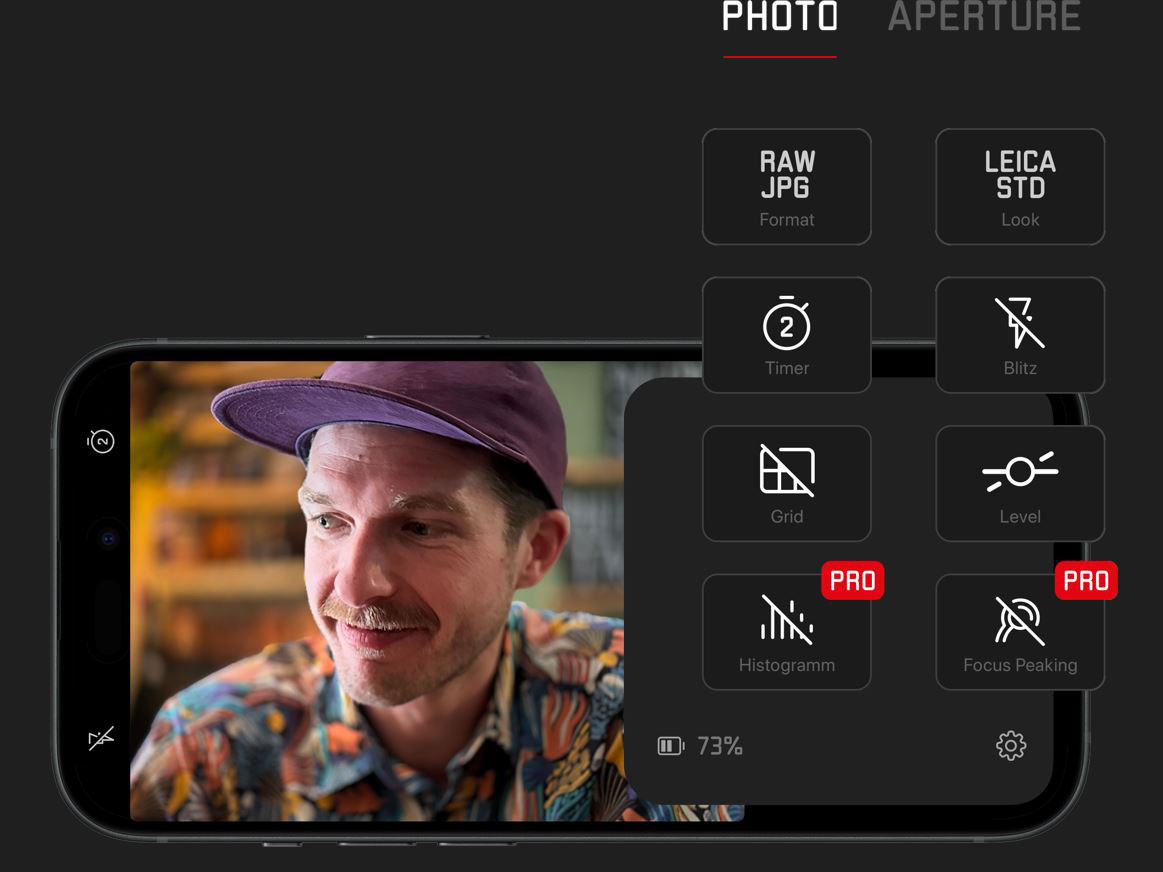 PHOTO APERTURE
RAW
JPG
Format
LEICA
STD
Look
2
Timer
Blitz
Grid
Level
PRO
Histogramm
PRO
Focus Peaking
2
73%